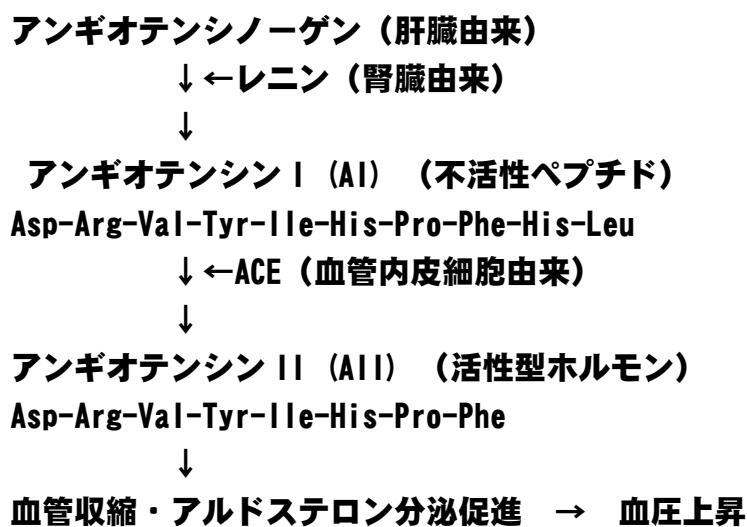 アンギオテンシノーゲン（肝臓由来）
↓←レニン（腎臓由来）
↓
アンギオテンシンI (AI) （不活性ペプチド）
Asp-Arg-Val-Tyr-Ile-His-Pro-Phe-His-Leu
↓←ACE（血管内皮細胞由来）
↓
アンギオテンシンII (AII) （活性型ホルモン）
Asp-Arg-Val-Tyr-Ile-His-Pro-Phe
↓
血管収縮・アルドステロン分泌促進 → 血圧上昇